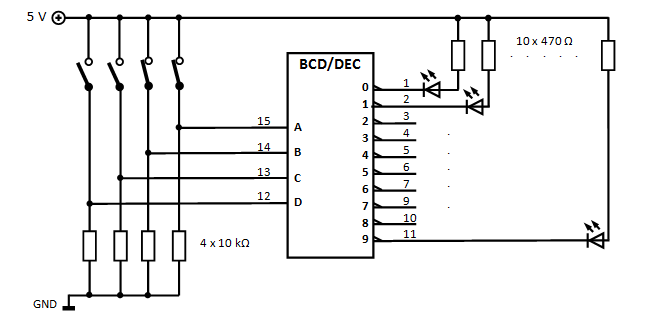 5 V
10 x 470 Ω
BCD/DEC
0 1
1 2
2 3
3 4
4 5
5 6
6 7
7 9
8 10
9 11
15 A
14 B
13 C
12 D
4 x 10 kΩ
GND